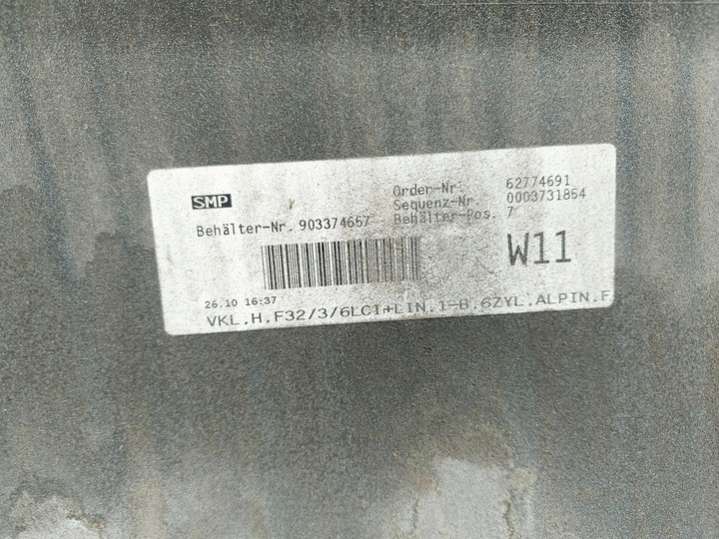 SMP
Order-Nr. 62774691
Sequenz-Nr. 0003731854
Behälter-Nr. 903374657
Behälter-Pos. 7
W11
26.10 16:37
VKL.H.F32/3/6LCI+LIN.1-B.6ZYL.ALPIN.F